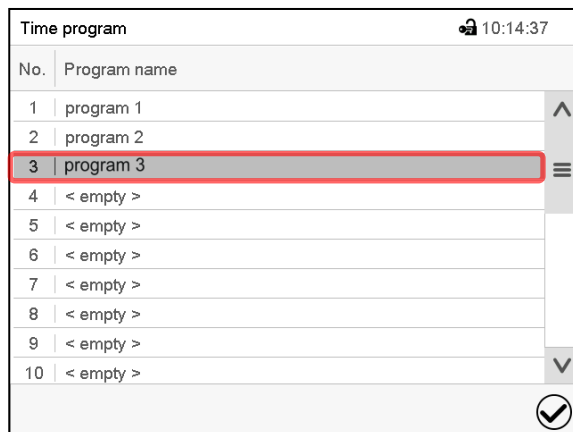 Time program 10:14:37
No. Program name
1 program 1
2 program 2
3 program 3
4 < empty >
5 < empty >
6 < empty >
7 < empty >
8 < empty >
9 < empty >
10 < empty >